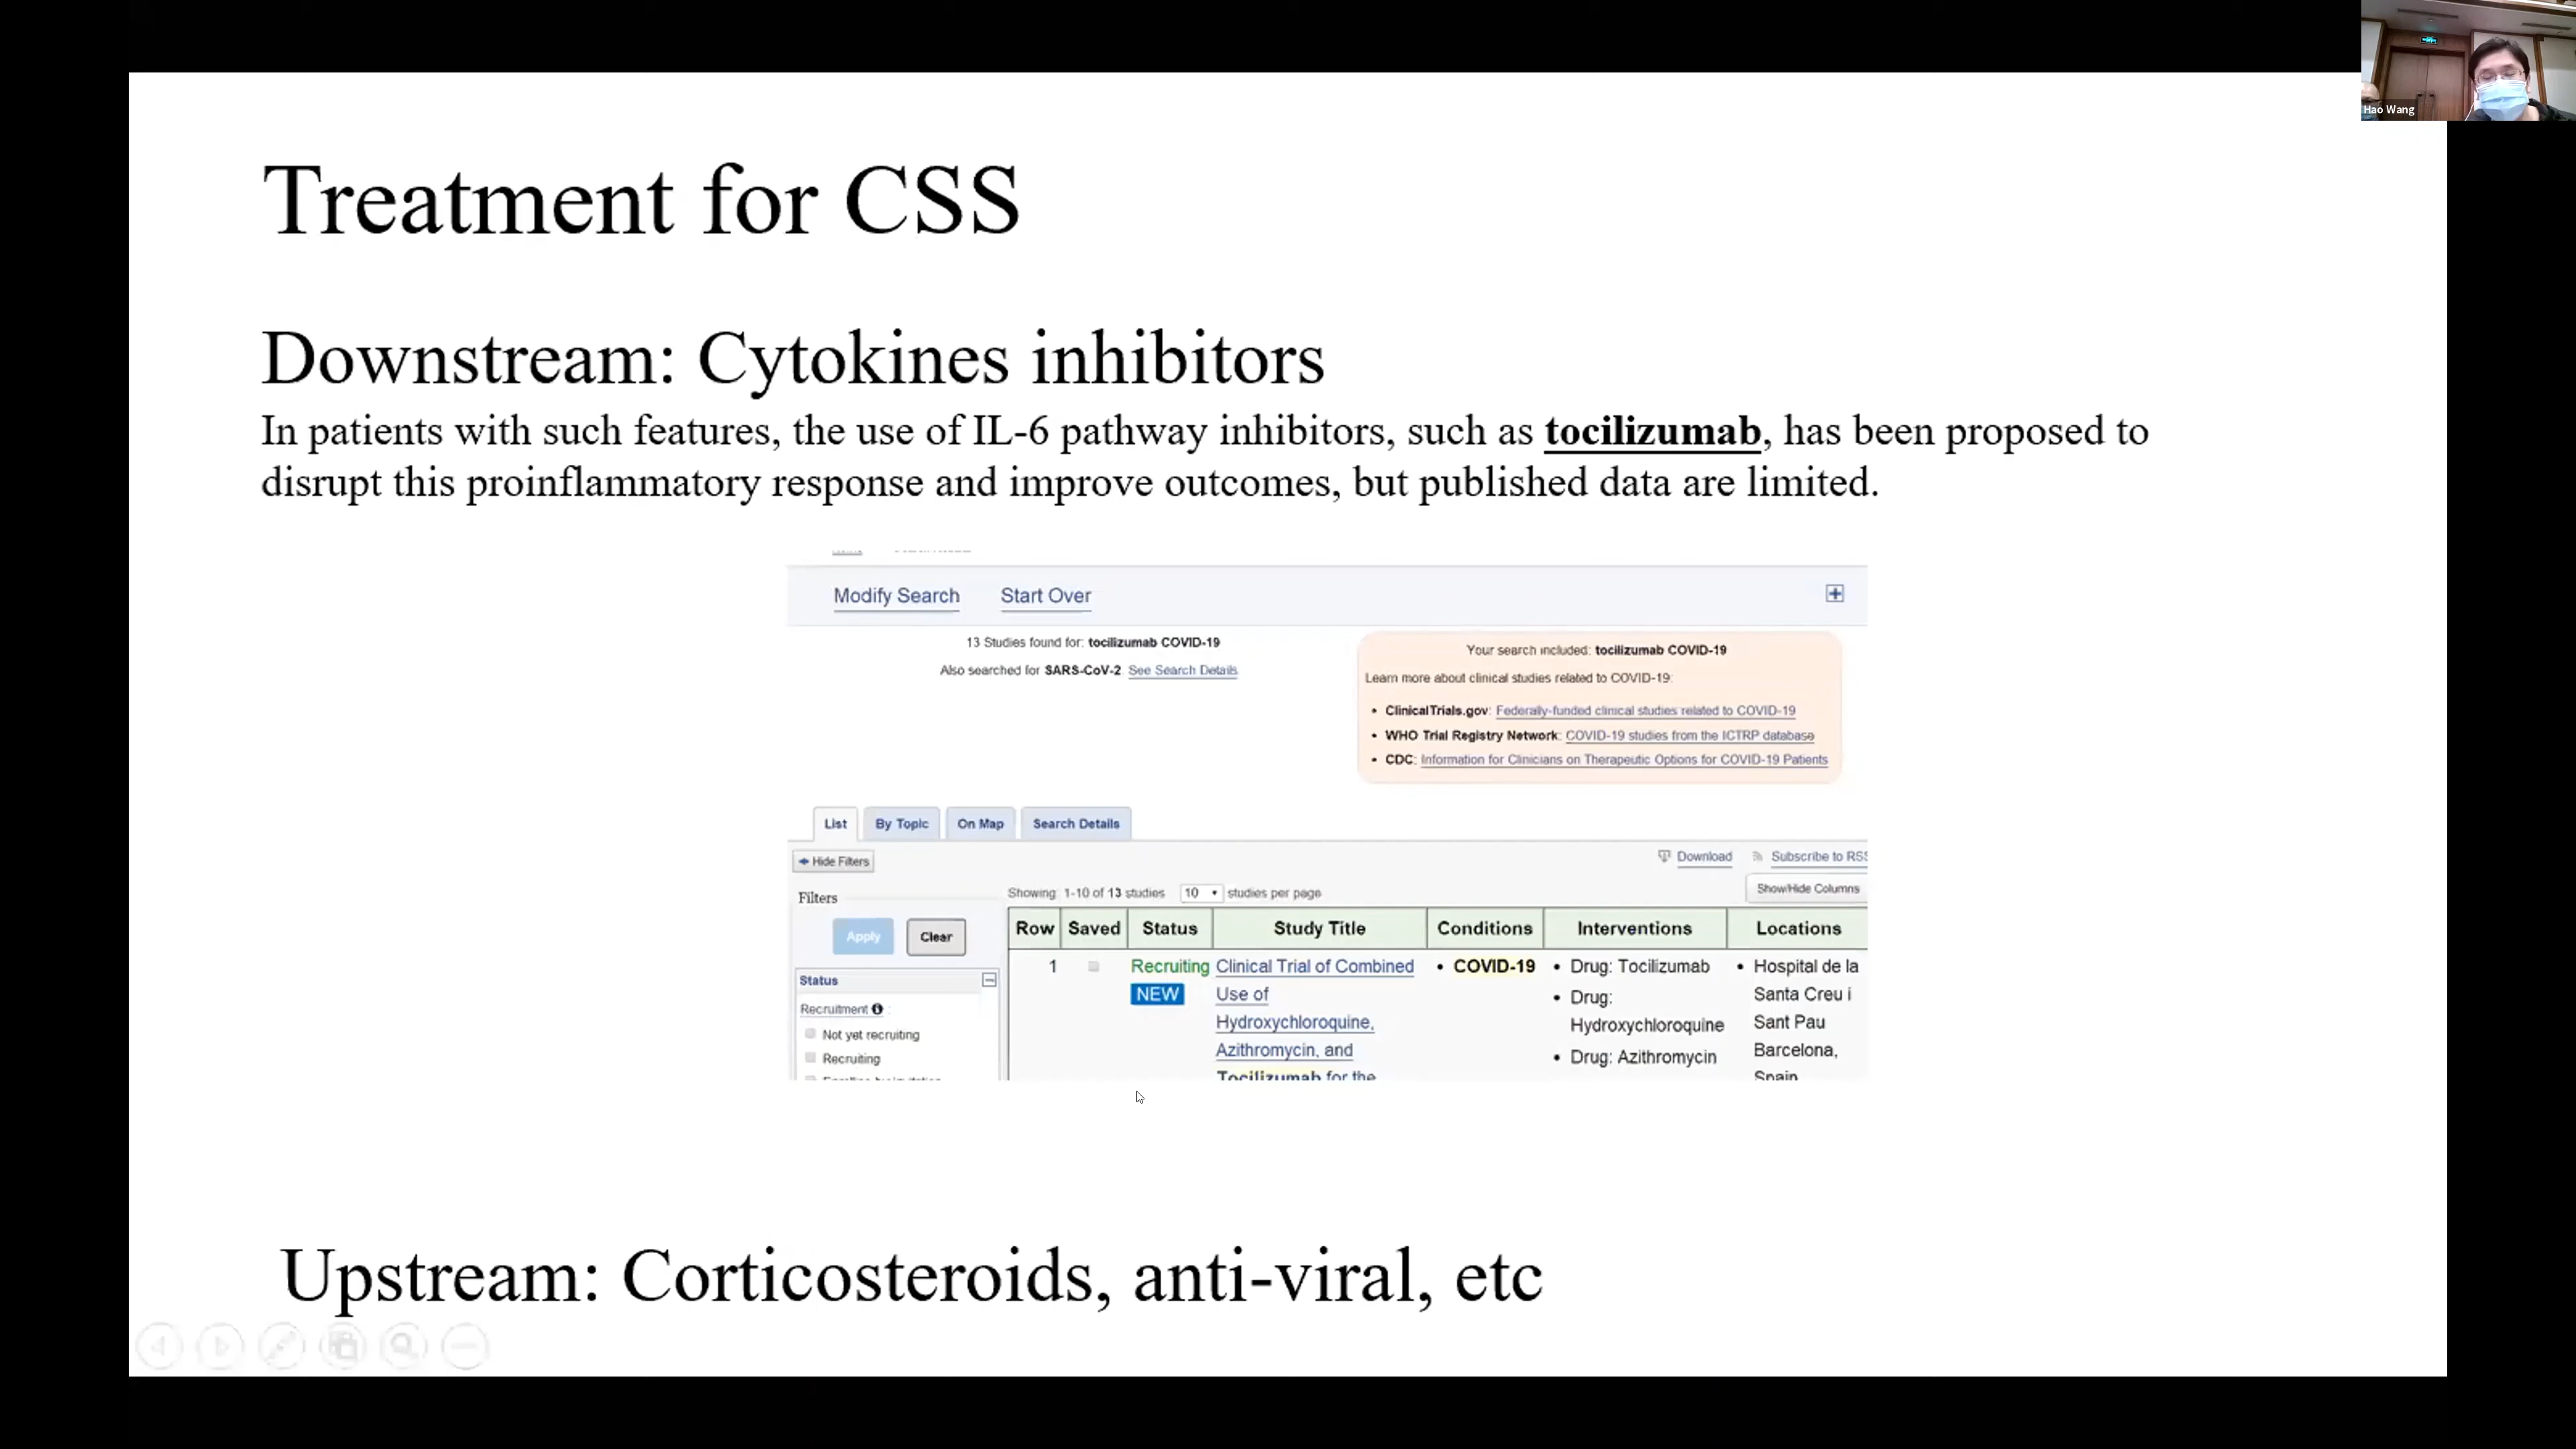 Hao Wang
Treatment for CSS
Downstream: Cytokines inhibitors
In patients with such features, the use of IL-6 pathway inhibitors, such as tocilizumab, has been proposed to
disrupt this proinflammatory response and improve outcomes, but published data are limited.
Modify Search Start Over
13 Studies found for: tocilizumab COVID-19
Also searched for SARS-CoV-2 See Search Details
Your search included: tocilizumab COVID-19
Learn more about clinical studies related to COVID-19:
• ClinicalTrials.gov: Federally-funded clinical studies related to COVID-19
• WHO Trial Registry Network: COVID-19 studies from the ICTRP database
• CDC: Information for Clinicians on Therapeutic Options for COVID-19 Patients
List By Topic On Map Search Details
Hide Filters
Download Subscribe to RSS
Showing: 1-10 of 13 studies 10 studies per page
Show/Hide Columns
Filters
Apply Clear
Status
Recruitment :
Not yet recruiting
Recruiting
Row Saved Status Study Title Conditions Interventions Locations
1 Recruiting Clinical Trial of Combined • COVID-19 • Drug: Tocilizumab • Hospital de la
NEW Use of • Drug: Santa Creu i
Hydroxychloroquine, Hydroxychloroquine Sant Pau
Azithromycin, and • Drug: Azithromycin Barcelona,
Tocilizumab for the Spain
Upstream: Corticosteroids, anti-viral, etc